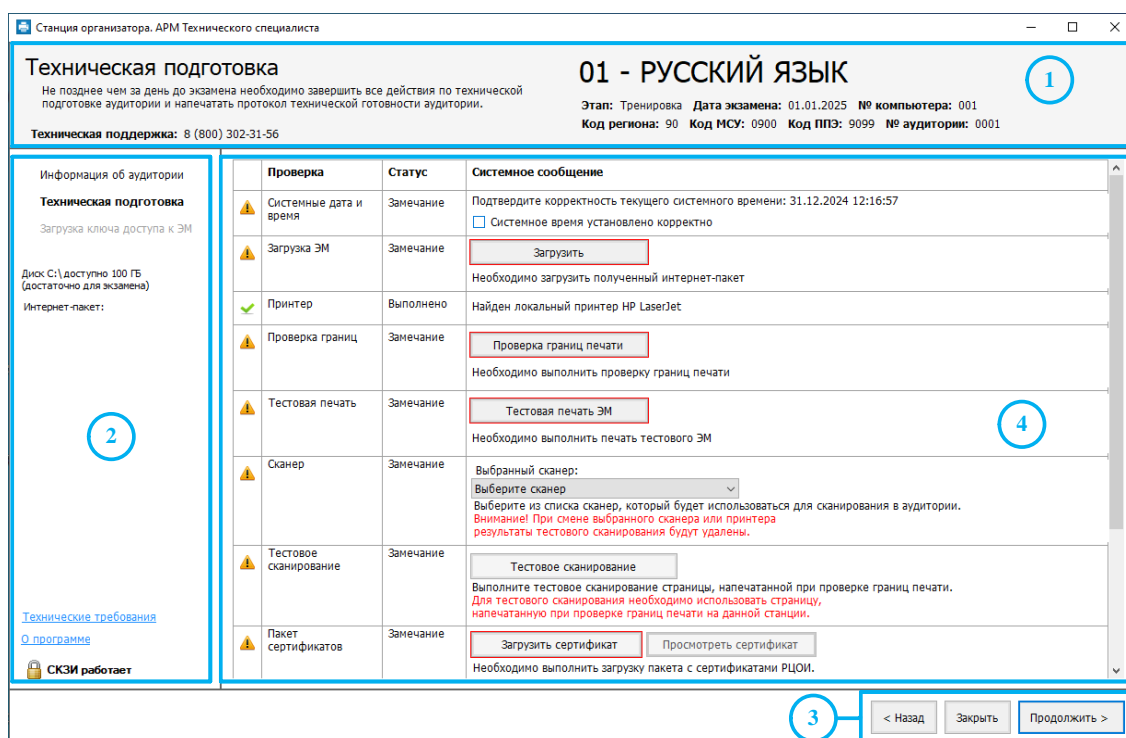 Станция организатора. АРМ Технического специалиста
Техническая подготовка
Не позднее чем за день до экзамена необходимо завершить все действия по технической
подготовке аудитории и напечатать протокол технической готовности аудитории.
Техническая поддержка: 8 (800) 302-31-56
01 - РУССКИЙ ЯЗЫК
Этап: Тренировка Дата экзамена: 01.01.2025 № компьютера: 001
Код региона: 90 Код МСУ: 0900 Код ППЭ: 9099 № аудитории: 0001
1
Информация об аудитории
Техническая подготовка
Загрузка ключа доступа к ЭМ
Диск C:\ доступно 100 ГБ
(достаточно для экзамена)
Интернет-пакет:
2
Технические требования
О программе
СКЗИ работает
Проверка Статус Системное сообщение
Системные дата и
время
Замечание
Подтвердите корректность текущего системного времени: 31.12.2024 12:16:57
Системное время установлено корректно
Загрузка ЭМ
Замечание
Загрузить
Необходимо загрузить полученный интернет-пакет
Принтер
Выполнено
Найден локальный принтер HP LaserJet
Проверка границ
Замечание
Проверка границ печати
Необходимо выполнить проверку границ печати
Тестовая печать
Замечание
Тестовая печать ЭМ
Необходимо выполнить печать тестового ЭМ
4
Сканер
Замечание
Выбранный сканер:
Выберите сканер
Выберите из списка сканер, который будет использоваться для сканирования в аудитории.
Внимание! При смене выбранного сканера или принтера
результаты тестового сканирования будут удалены.
Тестовое
сканирование
Замечание
Тестовое сканирование
Выполните тестовое сканирование страницы, напечатанной при проверке границ печати.
Для тестового сканирования необходимо использовать страницу,
напечатанную при проверке границ печати на данной станции.
Пакет
сертификатов
Замечание
Загрузить сертификат Просмотреть сертификат
Необходимо выполнить загрузку пакета с сертификатами РЦОИ.
3
< Назад Закрыть Продолжить >